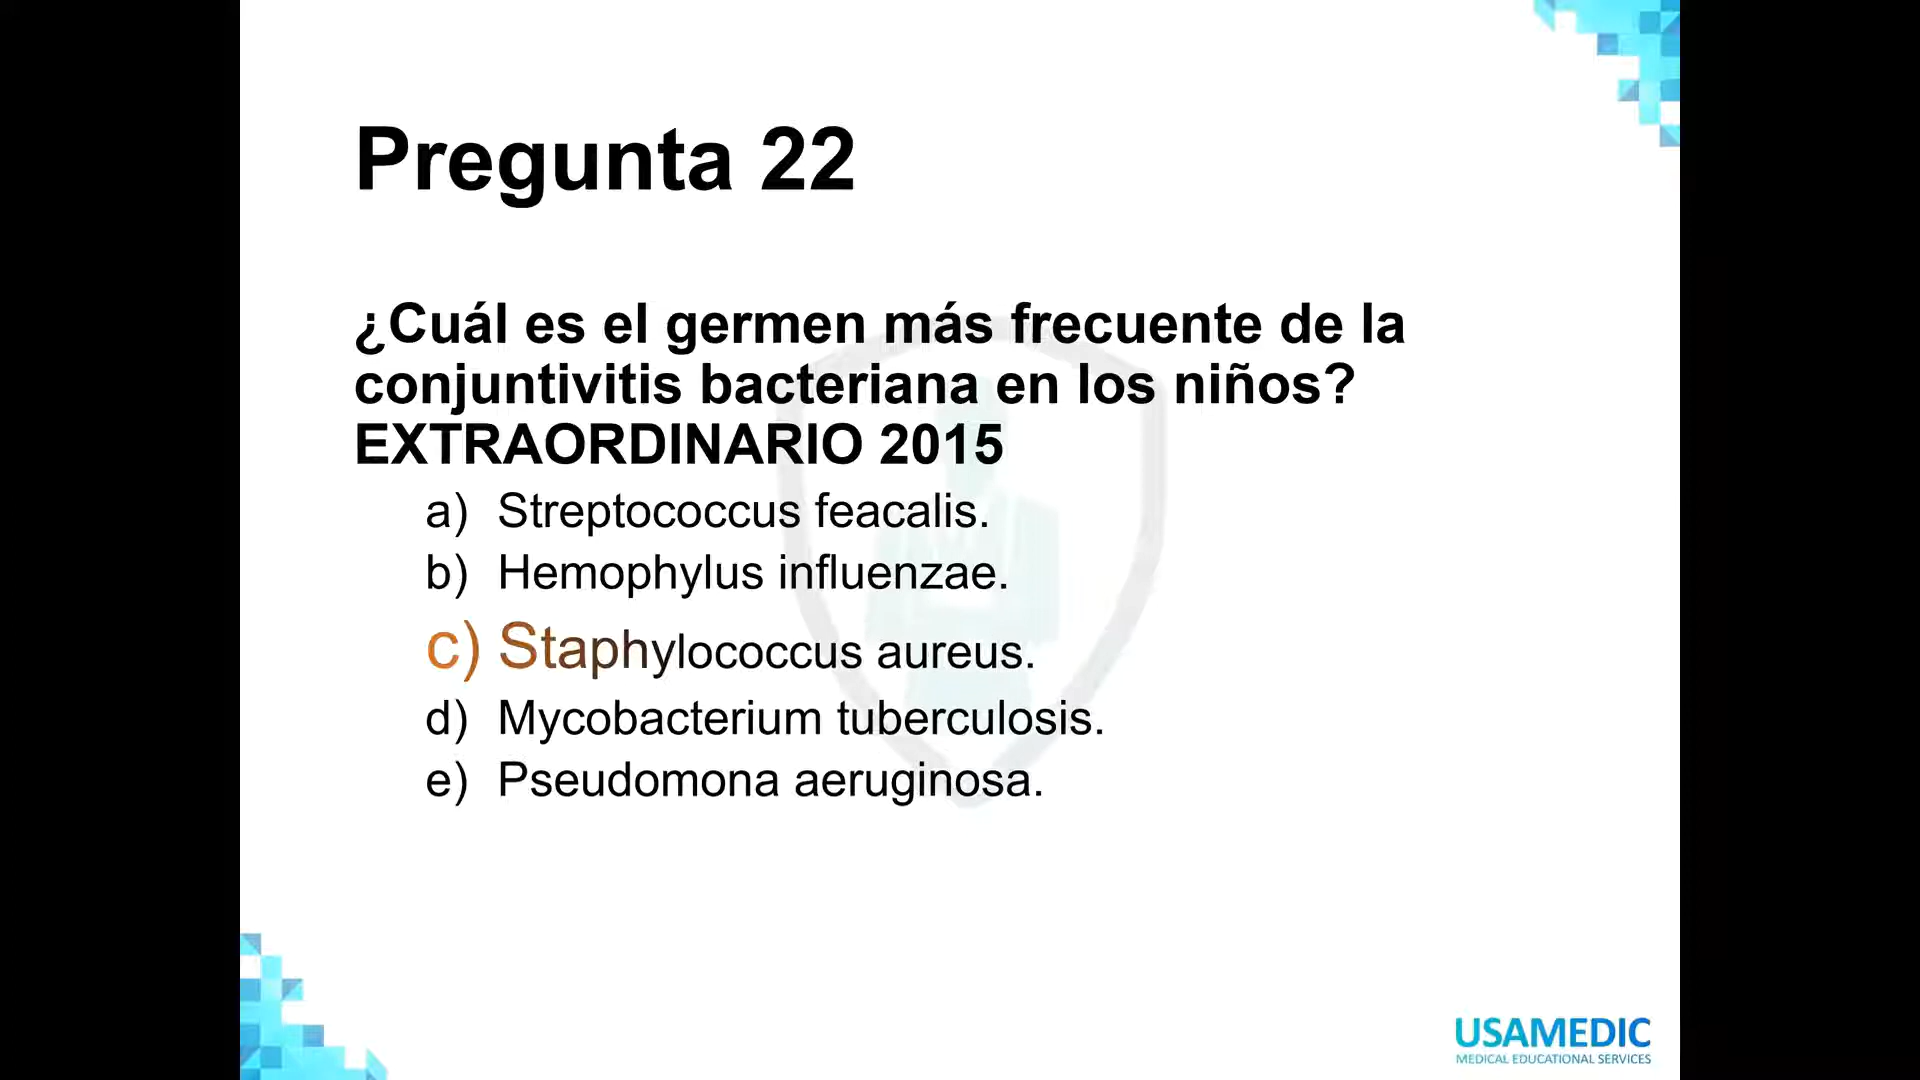 Pregunta 22
¿Cuál es el germen más frecuente de la
conjuntivitis bacteriana en los niños?
EXTRAORDINARIO 2015
a) Streptococcus feacalis.
b) Hemophylus influenzae.
c) Staphylococcus aureus.
d) Mycobacterium tuberculosis.
e) Pseudomona aeruginosa.
USAMEDIC
MEDICAL EDUCATIONAL SERVICES